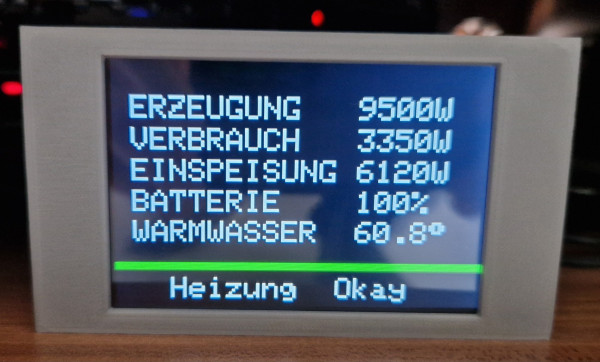 ERZEUGUNG 9500W
VERBRAUCH 3350W
EINSPEISUNG 6120W
BATTERIE 100%
WARMWASSER 60.8°
Heizung Okay